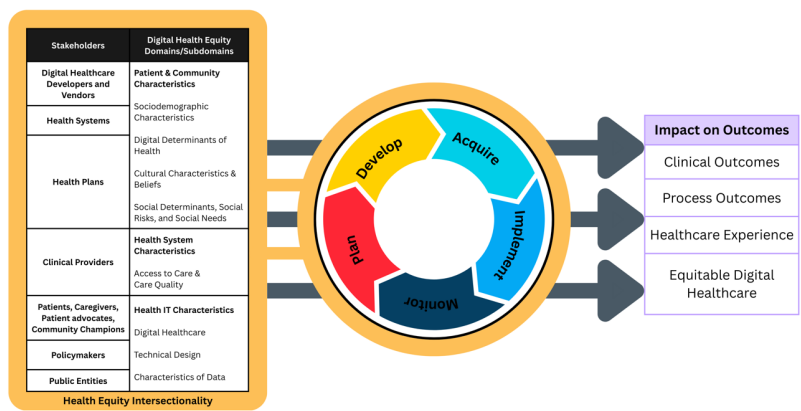 Stakeholders
Digital Health Equity
Domains/Subdomains
Digital Healthcare
Developers and
Vendors
Health Systems
Health Plans
Clinical Providers
Patients, Caregivers,
Patient advocates,
Community Champions
Policymakers
Public Entities
Patient & Community
Characteristics
Sociodemographic
Characteristics
Digital Determinants of
Health
Cultural Characteristics &
Beliefs
Social Determinants, Social
Risks, and Social Needs
Health System
Characteristics
Access to Care &
Care Quality
Health IT Characteristics
Digital Healthcare
Technical Design
Characteristics of Data
Health Equity Intersectionality
Plan
Develop
Acquire
Implement
Monitor
Impact on Outcomes
Clinical Outcomes
Process Outcomes
Healthcare Experience
Equitable Digital
Healthcare